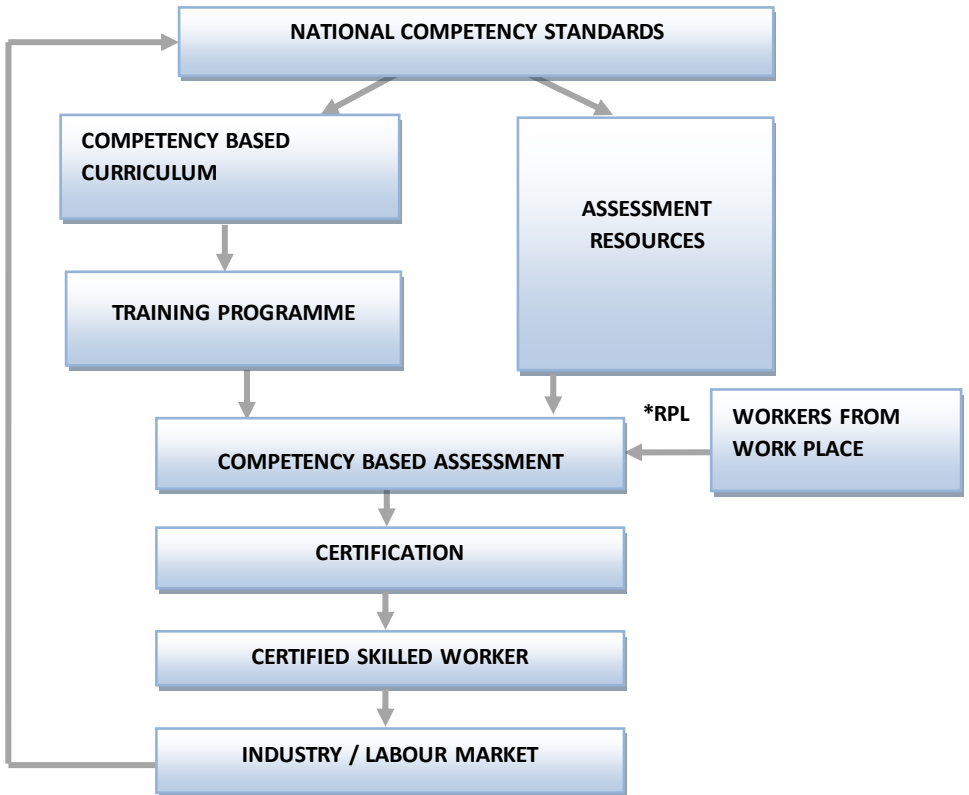 NATIONAL COMPETENCY STANDARDS
COMPETENCY BASED
CURRICULUM
ASSESSMENT
RESOURCES
TRAINING PROGRAMME
*RPL
WORKERS FROM
WORK PLACE
COMPETENCY BASED ASSESSMENT
CERTIFICATION
CERTIFIED SKILLED WORKER
INDUSTRY / LABOUR MARKET